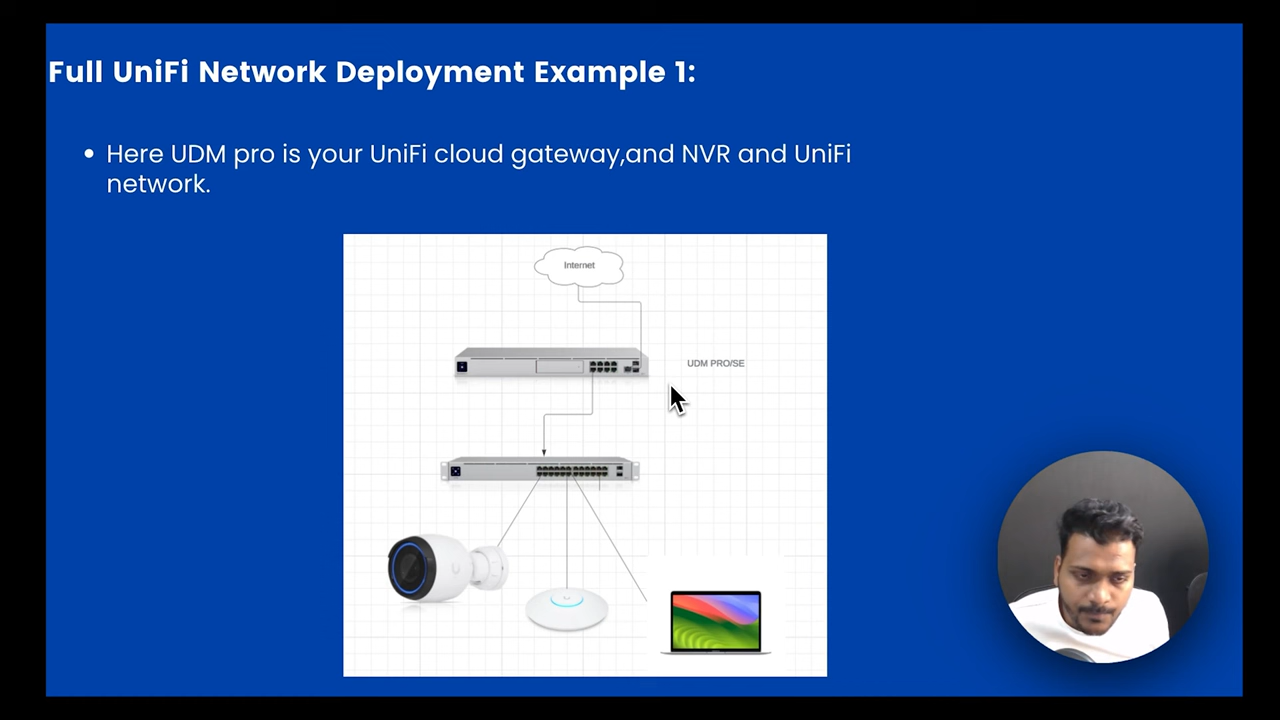 Full UniFi Network Deployment Example 1:
Here UDM pro is your UniFi cloud gateway,and NVR and UniFi
network.
Internet
UDM PRO/SE